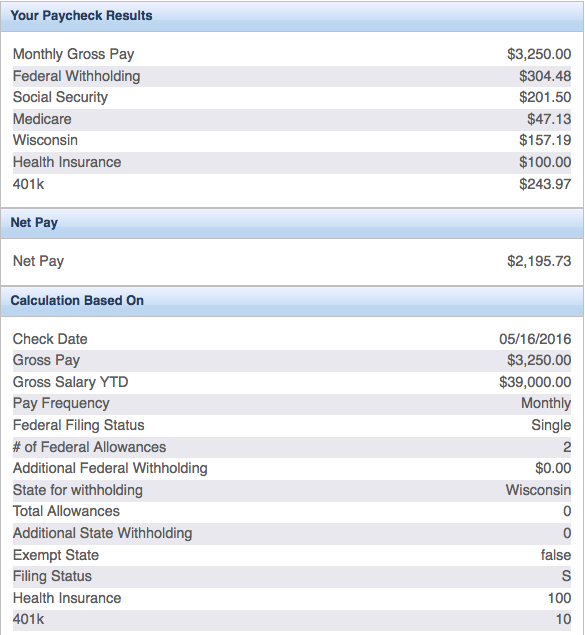 Your Paycheck Results
Monthly Gross Pay $3,250.00
Federal Withholding $304.48
Social Security $201.50
Medicare $47.13
Wisconsin $157.19
Health Insurance $100.00
401k $243.97
Net Pay
Net Pay $2,195.73
Calculation Based On
Check Date 05/16/2016
Gross Pay $3,250.00
Gross Salary YTD $39,000.00
Pay Frequency Monthly
Federal Filing Status Single
# of Federal Allowances 2
Additional Federal Withholding $0.00
State for withholding Wisconsin
Total Allowances 0
Additional State Withholding 0
Exempt State false
Filing Status S
Health Insurance 100
401k 10